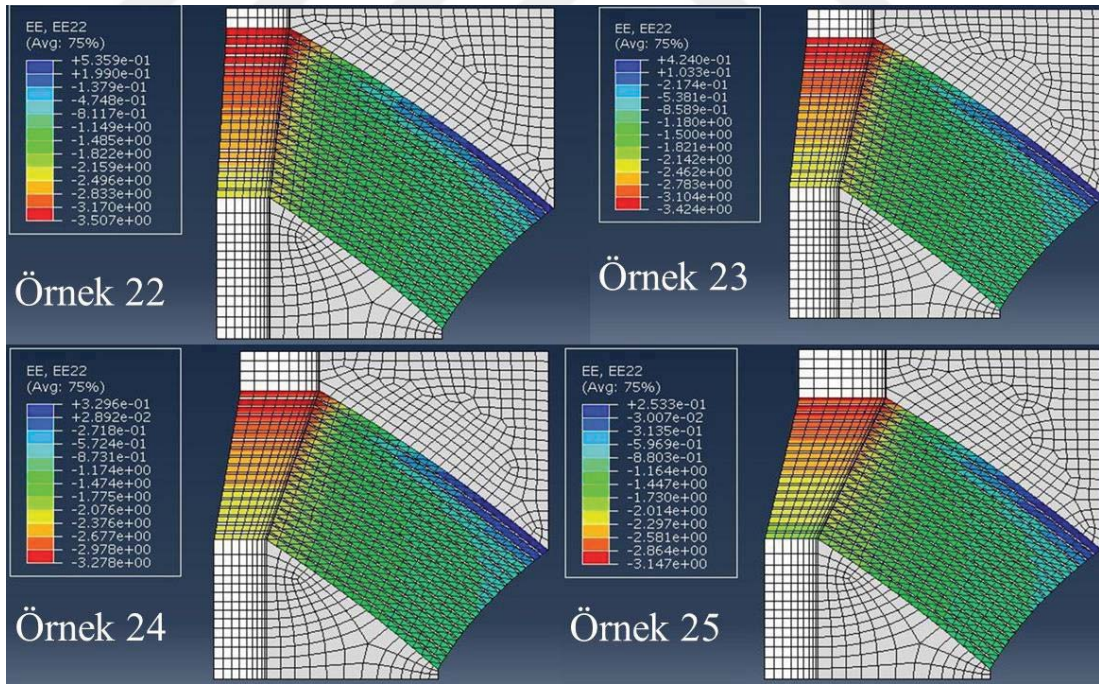 EE, EE22
(Avg: 75%)
+5.359e-01
+1.990e-01
-1.379e-01
-4.748e-01
-8.117e-01
-1.149e+00
-1.485e+00
-1.822e+00
-2.159e+00
-2.496e+00
-2.833e+00
-3.170e+00
-3.507e+00
Örnek 22
EE, EE22
(Avg: 75%)
+4.240e-01
+1.033e-01
-2.174e-01
-5.381e-01
-8.589e-01
-1.180e+00
-1.500e+00
-1.821e+00
-2.142e+00
-2.462e+00
-2.783e+00
-3.104e+00
-3.424e+00
Örnek 23
EE, EE22
(Avg: 75%)
+3.296e-01
+2.892e-02
-2.718e-01
-5.724e-01
-8.731e-01
-1.174e+00
-1.474e+00
-1.775e+00
-2.076e+00
-2.376e+00
-2.677e+00
-2.978e+00
-3.278e+00
Örnek 24
EE, EE22
(Avg: 75%)
+2.533e-01
-3.007e-02
-3.135e-01
-5.969e-01
-8.803e-01
-1.164e+00
-1.447e+00
-1.730e+00
-2.014e+00
-2.297e+00
-2.581e+00
-2.864e+00
-3.147e+00
Örnek 25